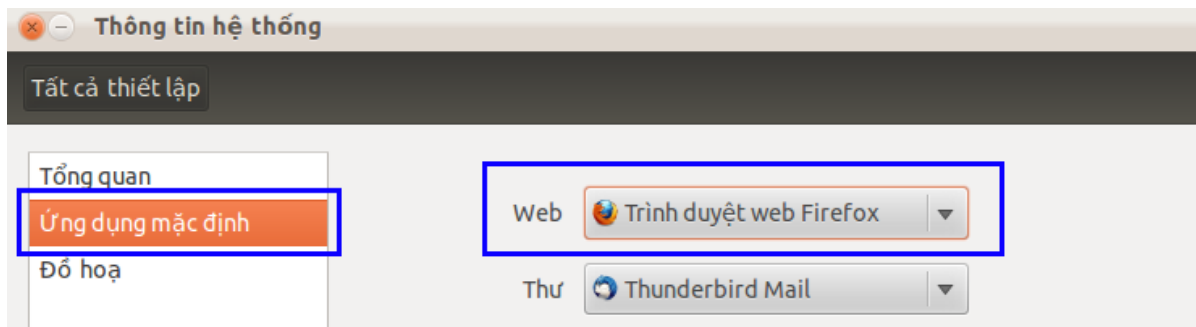 Thông tin hệ thống
Tất cả thiết lập
Tổng quan
Ứng dụng mặc định
Đồ hoạ
Web Trình duyệt web Firefox
Thư Thunderbird Mail